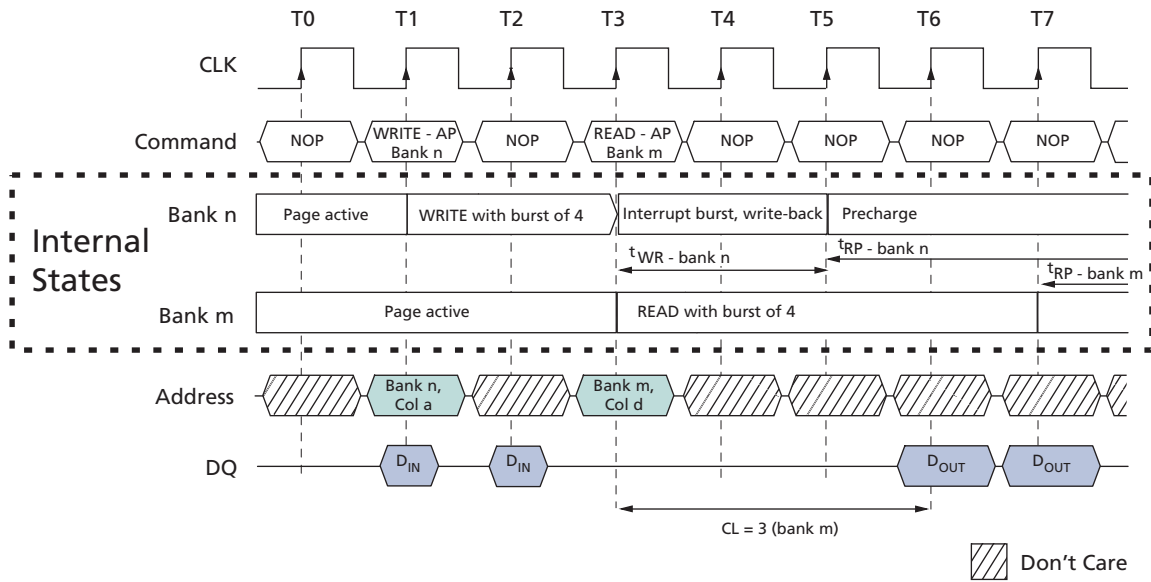 T0 T1 T2 T3 T4 T5 T6 T7
CLK
Command NOP WRITE - AP NOP READ - AP NOP NOP NOP NOP
Bank n Bank m
Bank n Page active WRITE with burst of 4 Interrupt burst, write-back Precharge
Internal
States
tWR - bank n tRP - bank n
tRP - bank m
Bank m Page active READ with burst of 4
Address Bank n, Bank m,
Col a Col d
DQ DIN DIN DOUT DOUT
CL = 3 (bank m)
Don't Care